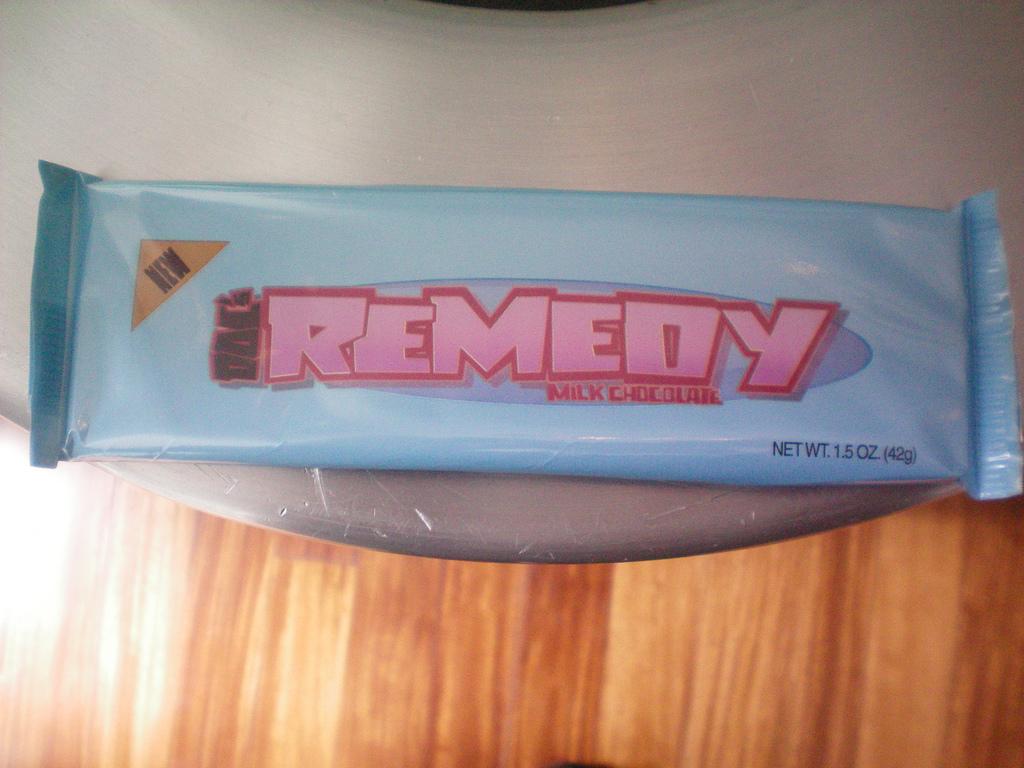 NEW
REMEDY
MILK CHOCOLATE
NET WT. 1.5 OZ. (42g)